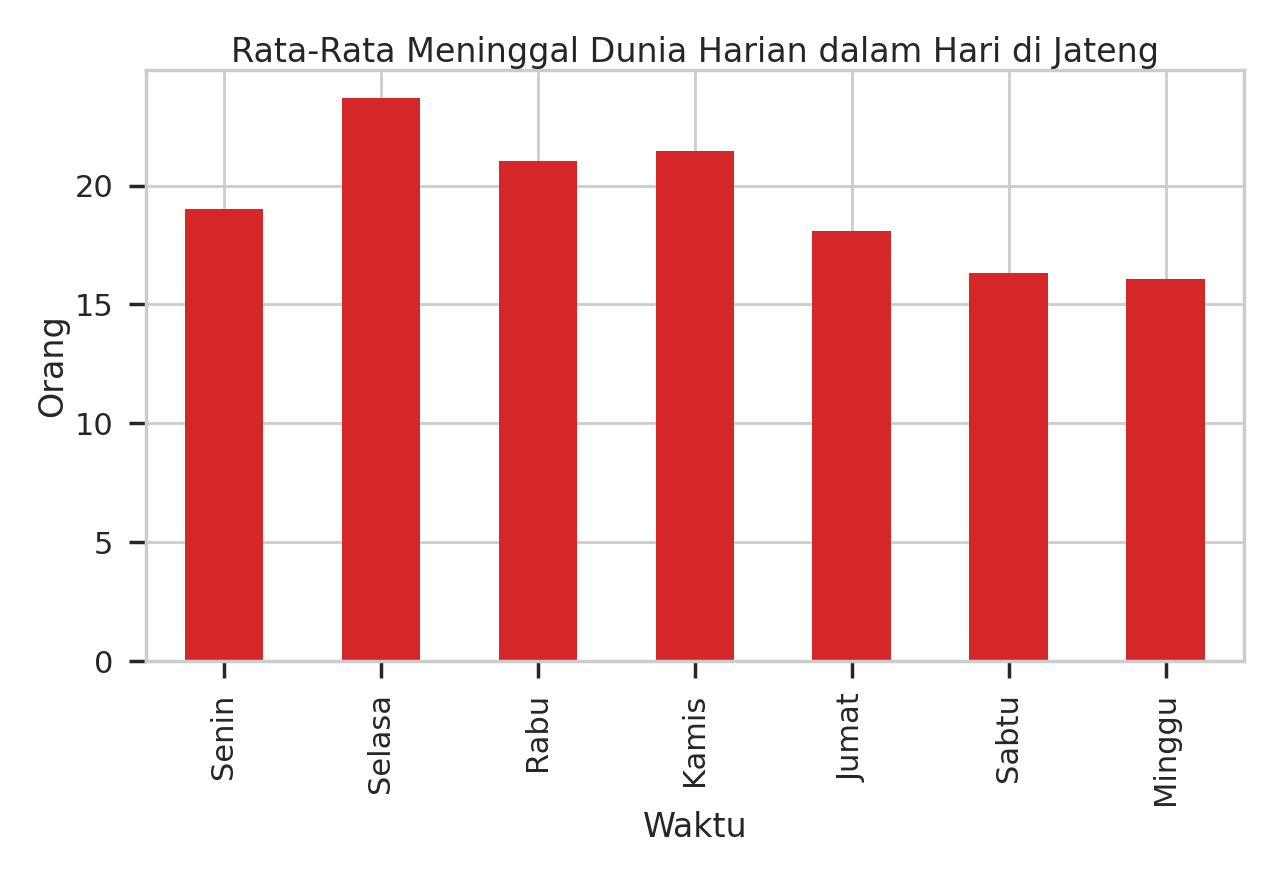 Rata-Rata Meninggal Dunia Harian dalam Hari di Jateng
Orang
20
15
10
5
0
Senin
Selasa
Rabu
Kamis
Jumat
Sabtu
Minggu
Waktu